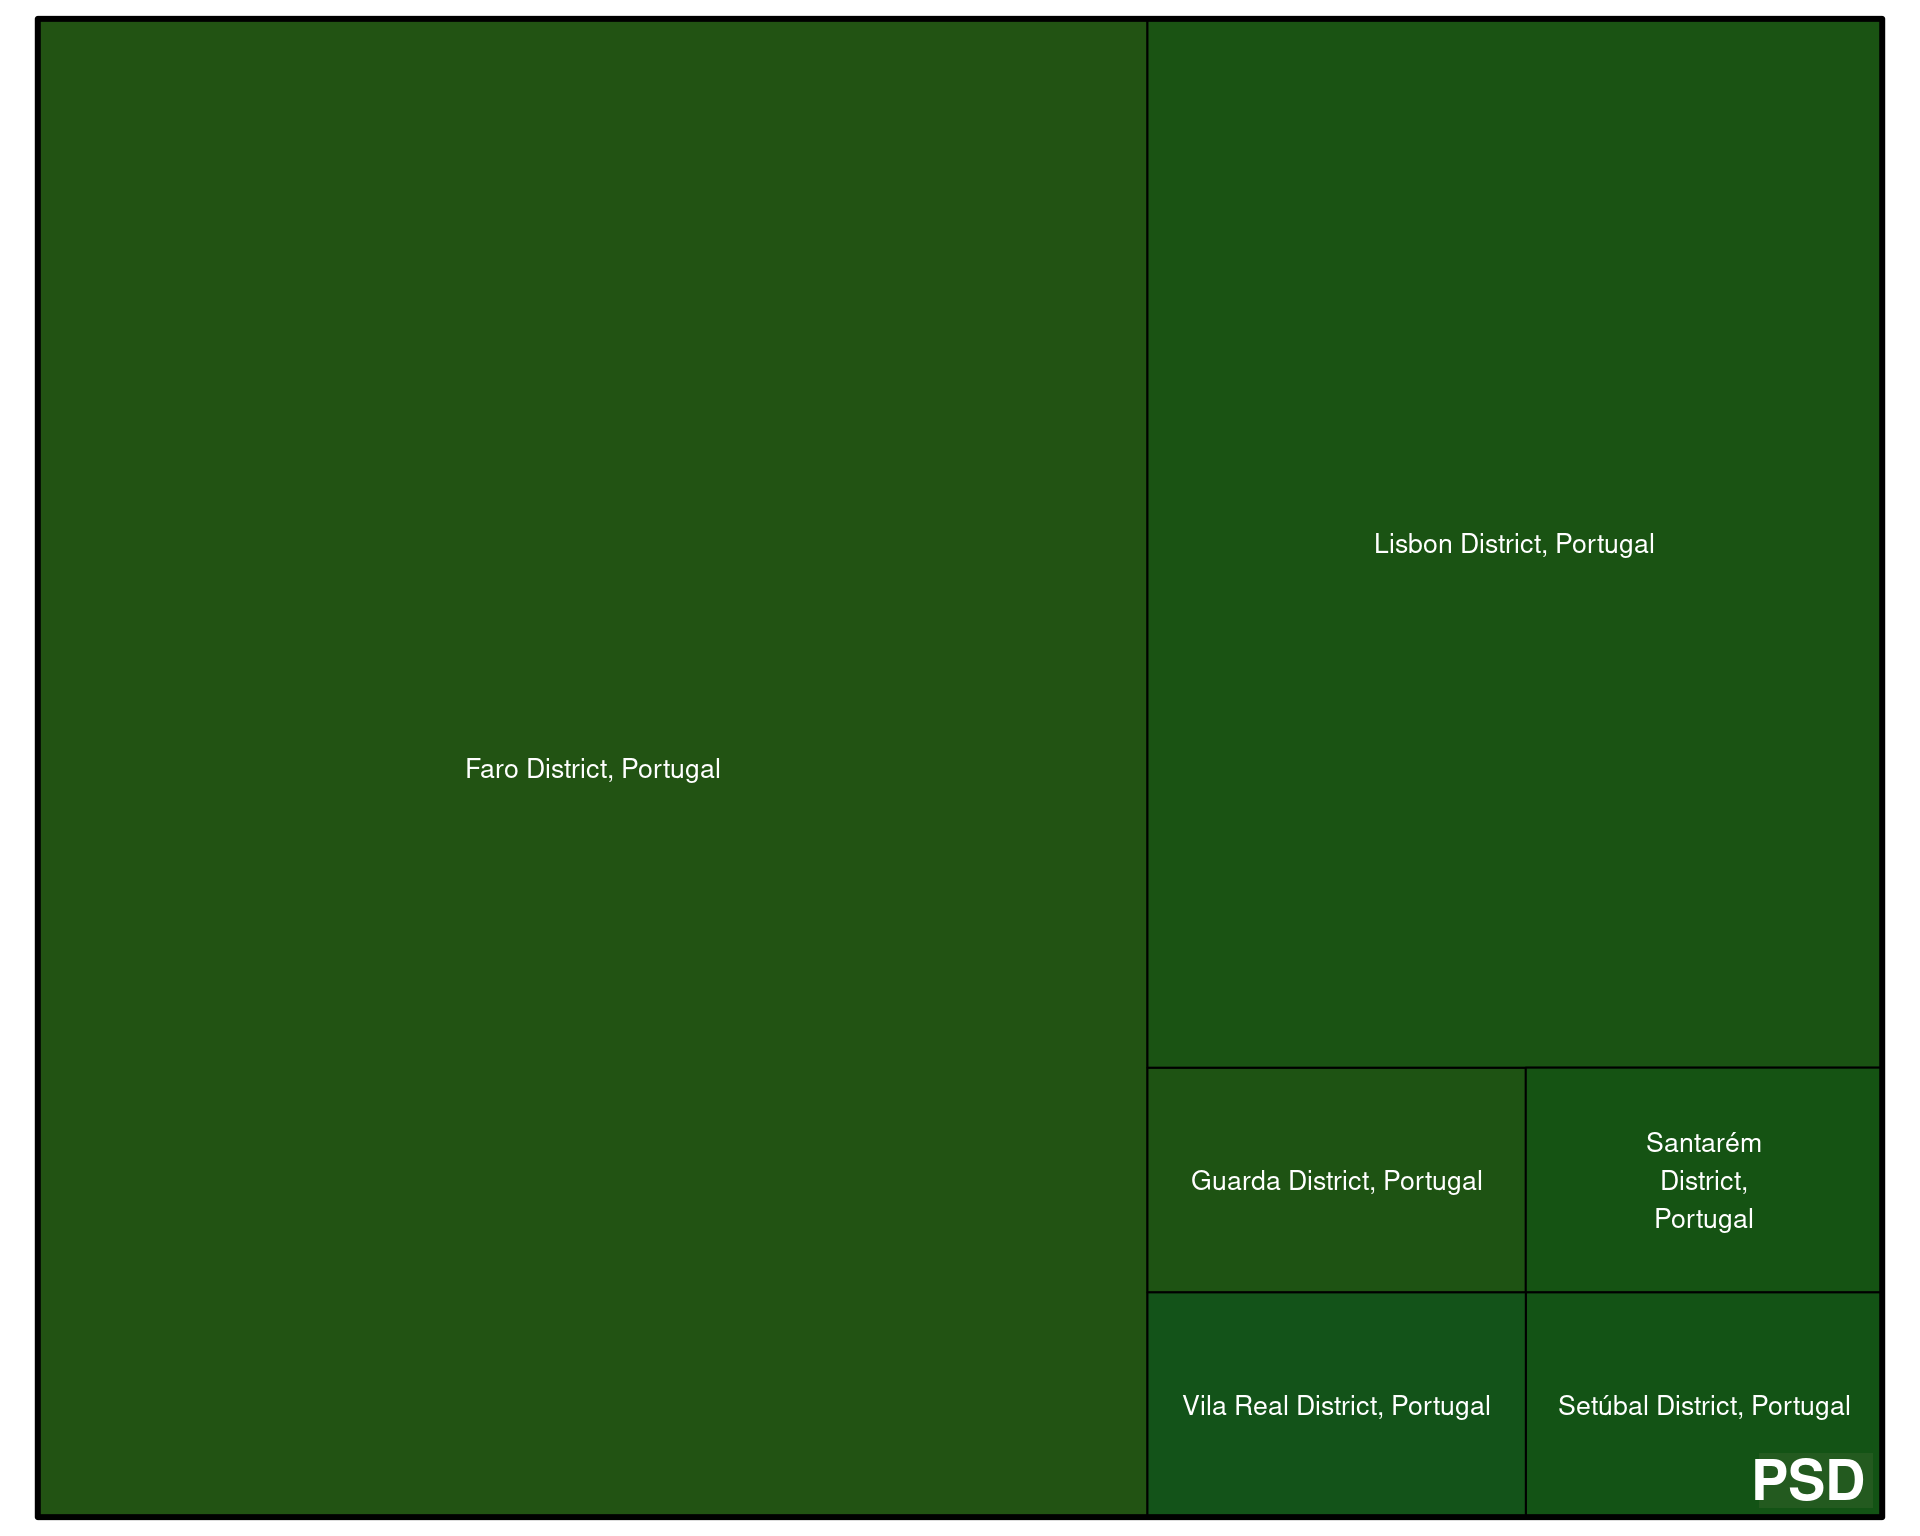 Lisbon District, Portugal
Faro District, Portugal
Santarém
District,
Portugal
Guarda District, Portugal
Vila Real District, Portugal
Setúbal District, Portugal
PSD